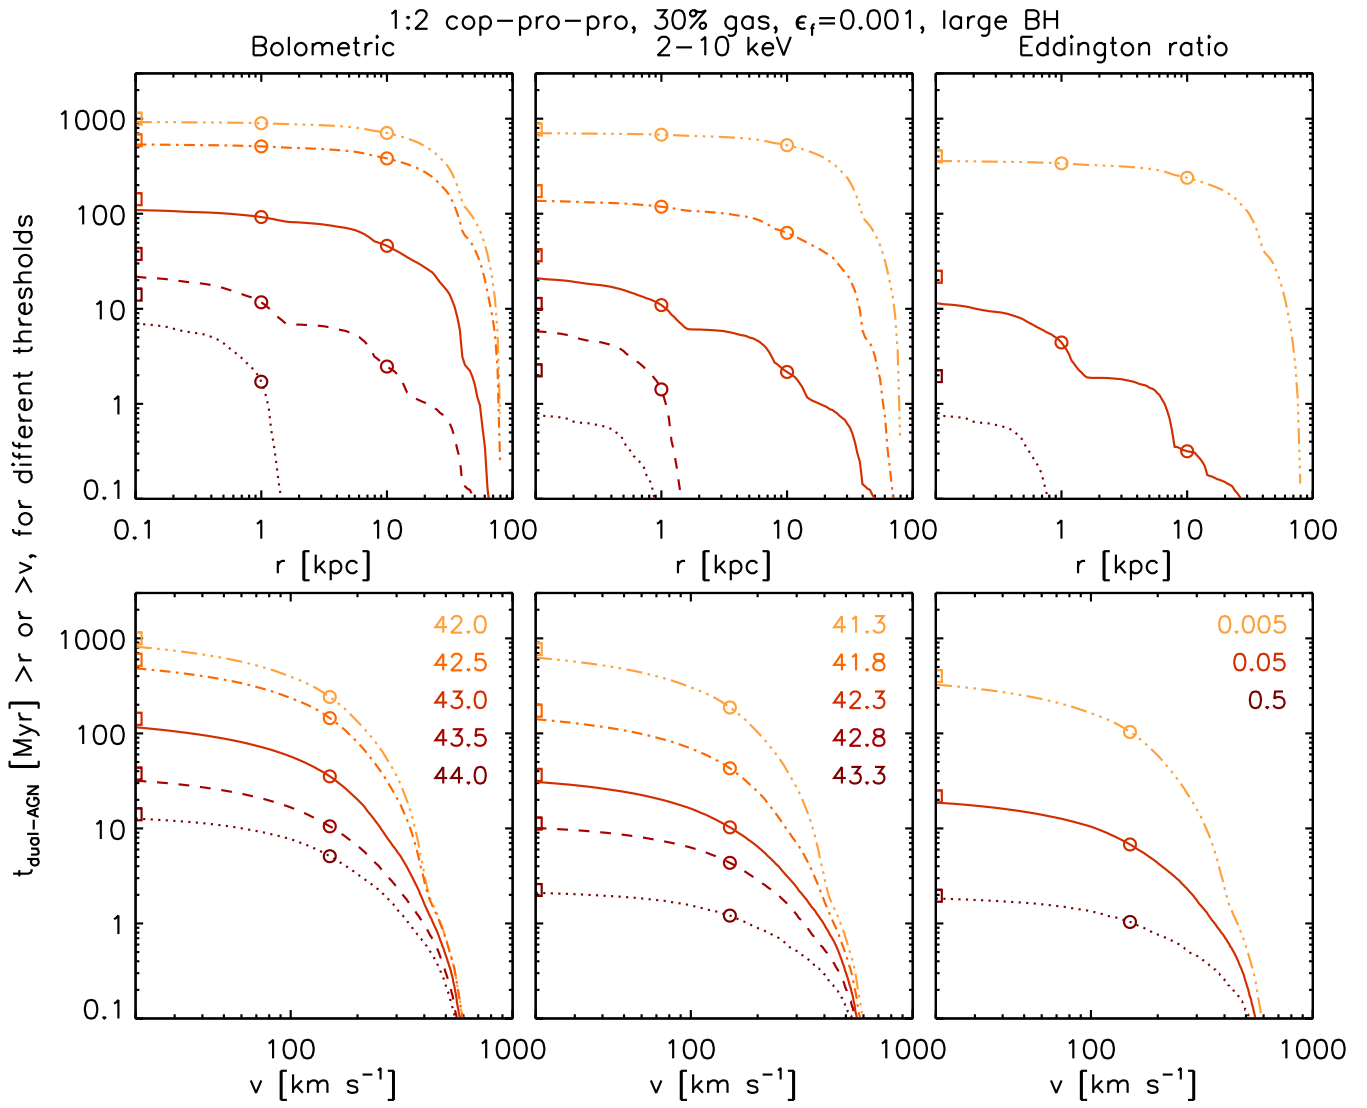 1:2 cop-pro-pro, 30% gas, ϵf=0.001, large BH
Bolometric 2-10 keV Eddington ratio
tdual-AGN [Myr] >r or >v, for different thresholds
1000
100
10
1
0.1
0.1 1 10 100 1 10 100 1 10 100
r [kpc] r [kpc] r [kpc]
42.0 41.3 0.005
1000
42.5 41.8 0.05
43.0 42.3 0.5
100
43.5 42.8
44.0 43.3
10
1
0.1
100 1000 100 1000 100 1000
v [km s⁻¹] v [km s⁻¹] v [km s⁻¹]